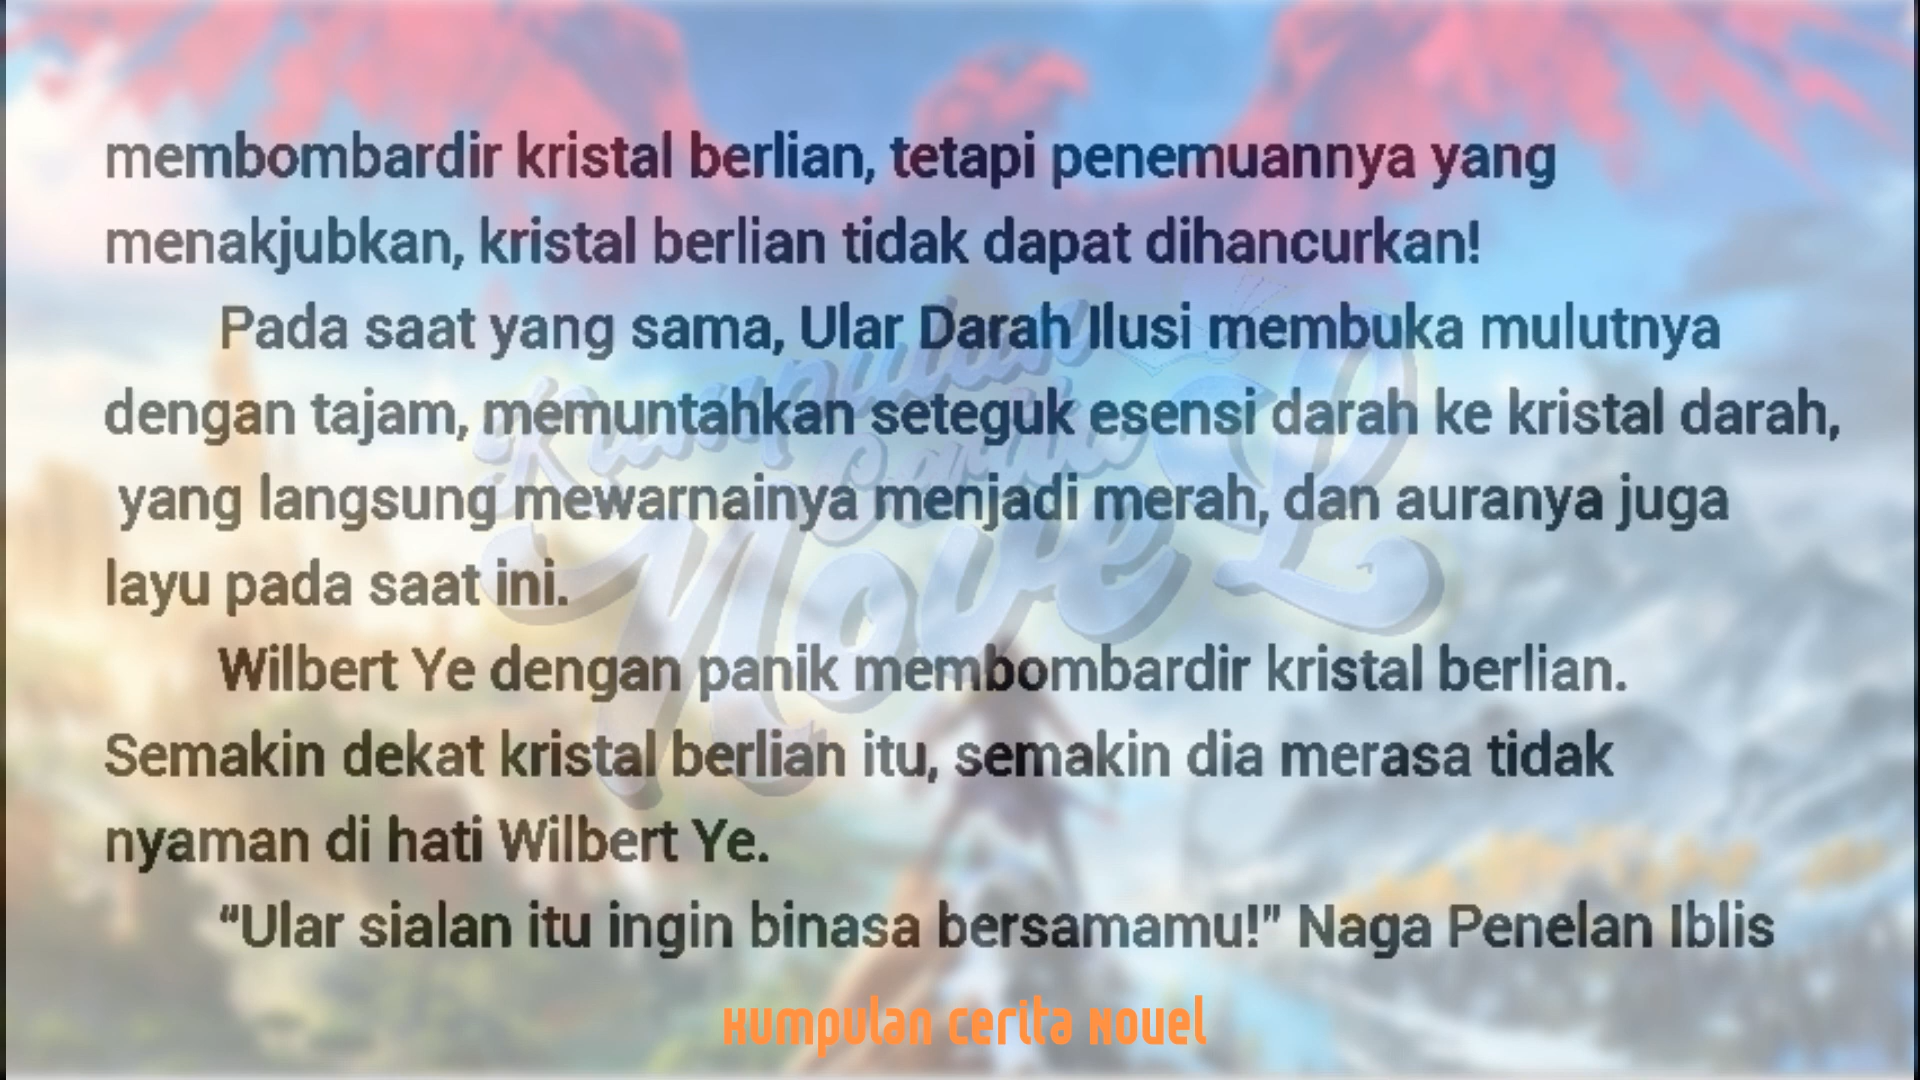 membombardir kristal berlian, tetapi penemuannya yang
menakjubkan, kristal berlian tidak dapat dihancurkan!
Pada saat yang sama, Ular Darah Ilusi membuka mulutnya
dengan tajam, memuntahkan seteguk esensi darah ke kristal darah,
yang langsung mewarnainya menjadi merah, dan auranya juga
layu pada saat ini.
Wilbert Ye dengan panik membombardir kristal berlian.
Semakin dekat kristal berlian itu, semakin dia merasa tidak
nyaman di hati Wilbert Ye.
“Ular sialan itu ingin binasa bersamamu!” Naga Penelan Iblis
Kumpulan Cerita Novel
Kumpulan
Cerita
NoveL